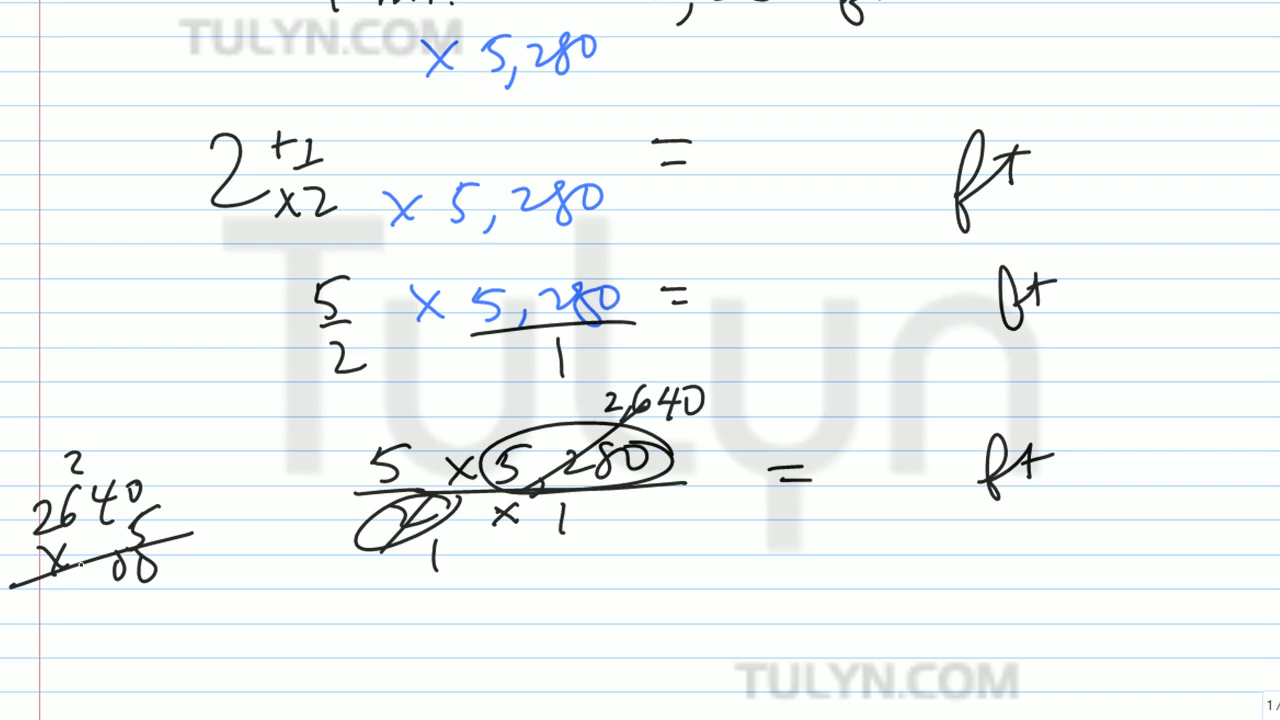 TULYN.COM
× 5,280
2 +1 ×2 × 5,280 = ft
5/2 × 5,280/1 = ft
Tulyn
2640
5 × 5,280 = ft
2 × 1
1
2
2640
× 5
00
TULYN.COM
1/